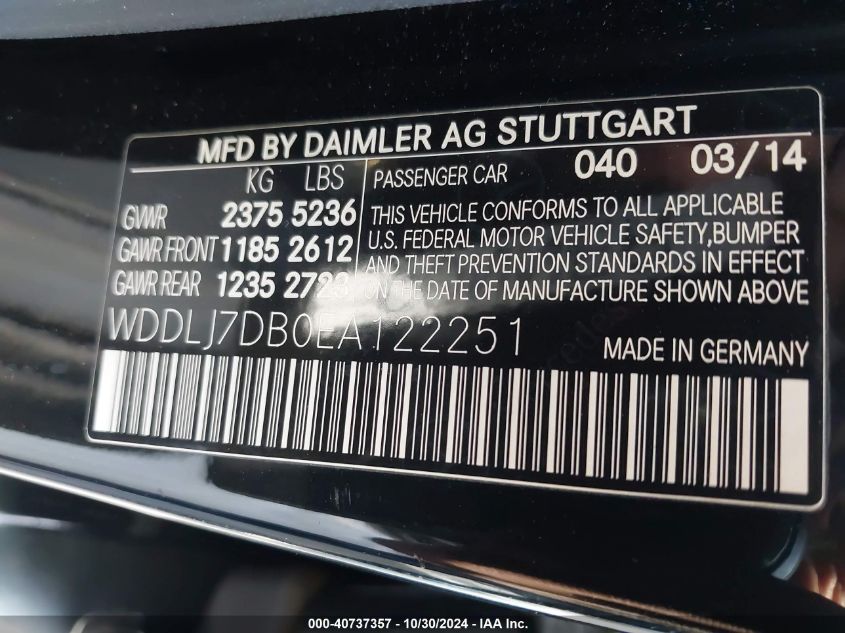 MFD BY DAIMLER AG STUTTGART
KG LBS
GVWR 2375 5236
GAWR FRONT 1185 2612
GAWR REAR 1235 2723
PASSENGER CAR 040 03/14
THIS VEHICLE CONFORMS TO ALL APPLICABLE
U.S. FEDERAL MOTOR VEHICLE SAFETY,BUMPER
AND THEFT PREVENTION STANDARDS IN EFFECT
ON THE DATE OF MANUFACTURE SHOWN ABOVE
WDDLJ7DB0EA122251
MADE IN GERMANY
000-40737357 - 10/30/2024 - IAA Inc.